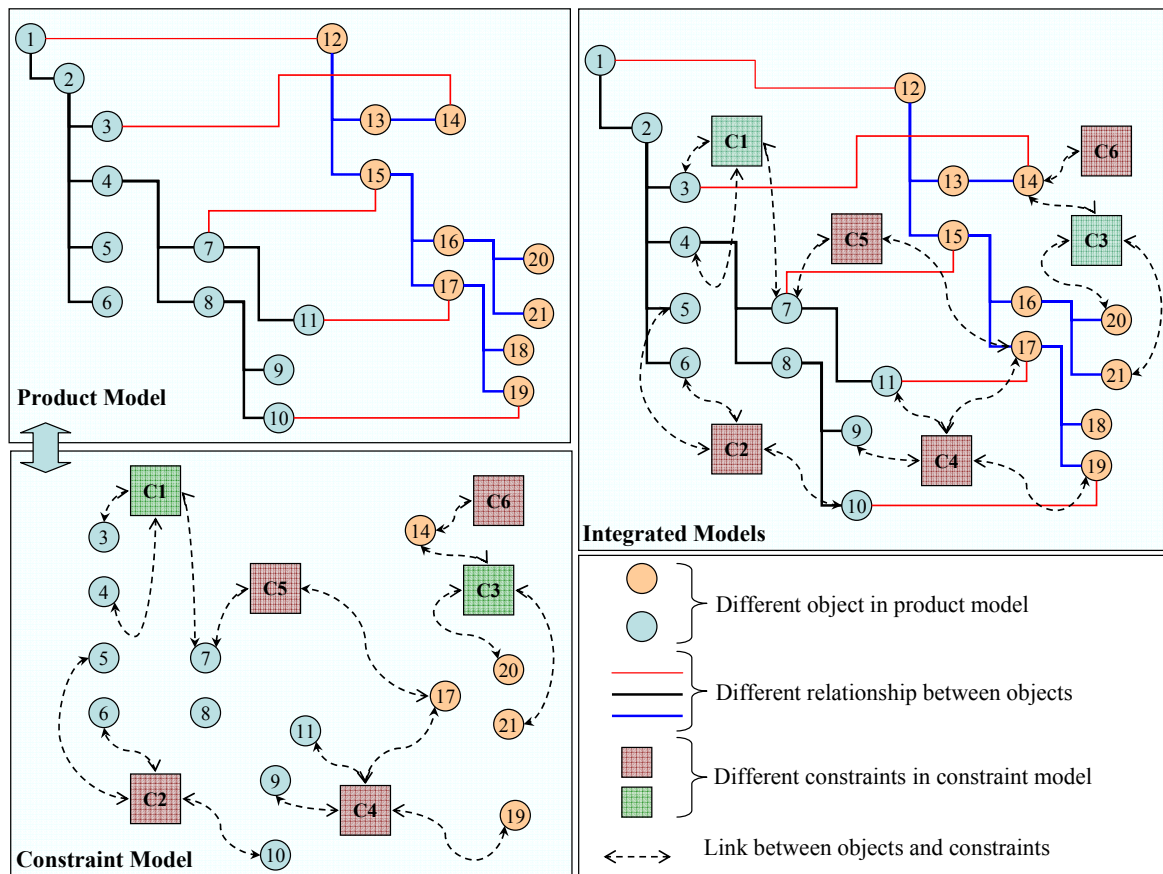 1
12
2
3
13
14
4
15
5
7
16
20
6
8
17
21
11
18
9
19
10
Product Model
1
12
2
C1
C6
3
13
14
4
C5
15
C3
5
7
16
20
6
8
17
21
11
18
9
C2
C4
19
10
Integrated Models
C1
C6
3
14
4
C5
C3
5
7
20
6
8
17
21
11
9
C2
C4
19
10
Constraint Model
Different object in product model
Different relationship between objects
Different constraints in constraint model
Link between objects and constraints